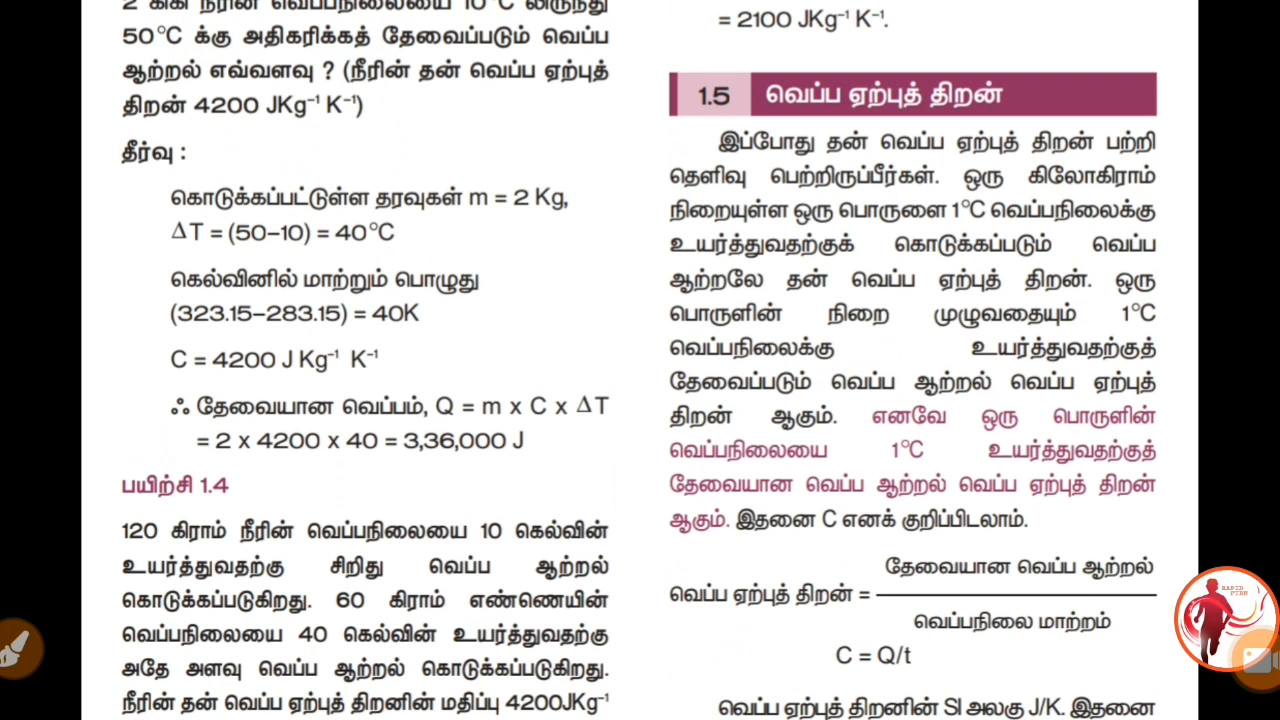 2 கிகி நீரின் வெப்பநிலையை 10°C லிருந்து
50°C க்கு அதிகரிக்கத் தேவைப்படும் வெப்ப
ஆற்றல் எவ்வளவு ? (நீரின் தன் வெப்ப ஏற்புத்
திறன் 4200 JKg⁻¹ K⁻¹)
தீர்வு :
கொடுக்கப்பட்டுள்ள தரவுகள் m = 2 Kg,
ΔT = (50–10) = 40°C
கெல்வினில் மாற்றும் பொழுது
(323.15–283.15) = 40K
C = 4200 J Kg⁻¹ K⁻¹
ஃ தேவையான வெப்பம், Q = m x C x ΔT
= 2 x 4200 x 40 = 3,36,000 J
பயிற்சி 1.4
120 கிராம் நீரின் வெப்பநிலையை 10 கெல்வின்
உயர்த்துவதற்கு சிறிது வெப்ப ஆற்றல்
கொடுக்கப்படுகிறது. 60 கிராம் எண்ணெயின்
வெப்பநிலையை 40 கெல்வின் உயர்த்துவதற்கு
அதே அளவு வெப்ப ஆற்றல் கொடுக்கப்படுகிறது.
நீரின் தன் வெப்ப ஏற்புத் திறனின் மதிப்பு 4200JKg⁻¹
= 2100 JKg⁻¹ K⁻¹.
1.5 வெப்ப ஏற்புத் திறன்
இப்போது தன் வெப்ப ஏற்புத் திறன் பற்றி
தெளிவு பெற்றிருப்பீர்கள். ஒரு கிலோகிராம்
நிறையுள்ள ஒரு பொருளை 1°C வெப்பநிலைக்கு
உயர்த்துவதற்குக் கொடுக்கப்படும் வெப்ப
ஆற்றலே தன் வெப்ப ஏற்புத் திறன். ஒரு
பொருளின் நிறை முழுவதையும் 1°C
வெப்பநிலைக்கு உயர்த்துவதற்குத்
தேவைப்படும் வெப்ப ஆற்றல் வெப்ப ஏற்புத்
திறன் ஆகும். எனவே ஒரு பொருளின்
வெப்பநிலையை 1°C உயர்த்துவதற்குத்
தேவையான வெப்ப ஆற்றல் வெப்ப ஏற்புத் திறன்
ஆகும். இதனை C எனக் குறிப்பிடலாம்.
தேவையான வெப்ப ஆற்றல்
வெப்ப ஏற்புத் திறன் =
வெப்பநிலை மாற்றம்
C = Q/t
வெப்ப ஏற்புத் திறனின் SI அலகு J/K. இதனை
RAPID
FIRE